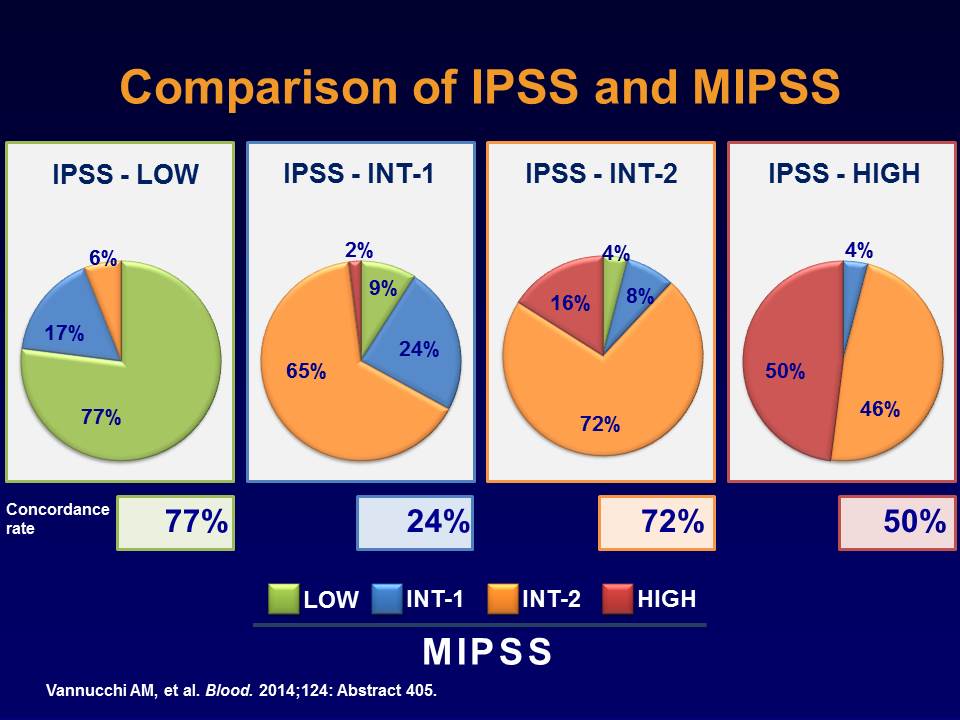 Comparison of IPSS and MIPSS
IPSS - LOW
6%
17%
77%
IPSS - INT-1
2%
9%
24%
65%
IPSS - INT-2
4%
8%
16%
72%
IPSS - HIGH
4%
50%
46%
Concordance
rate
77%
24%
72%
50%
LOW
INT-1
INT-2
HIGH
MIPSS
Vannucchi AM, et al. Blood. 2014;124: Abstract 405.